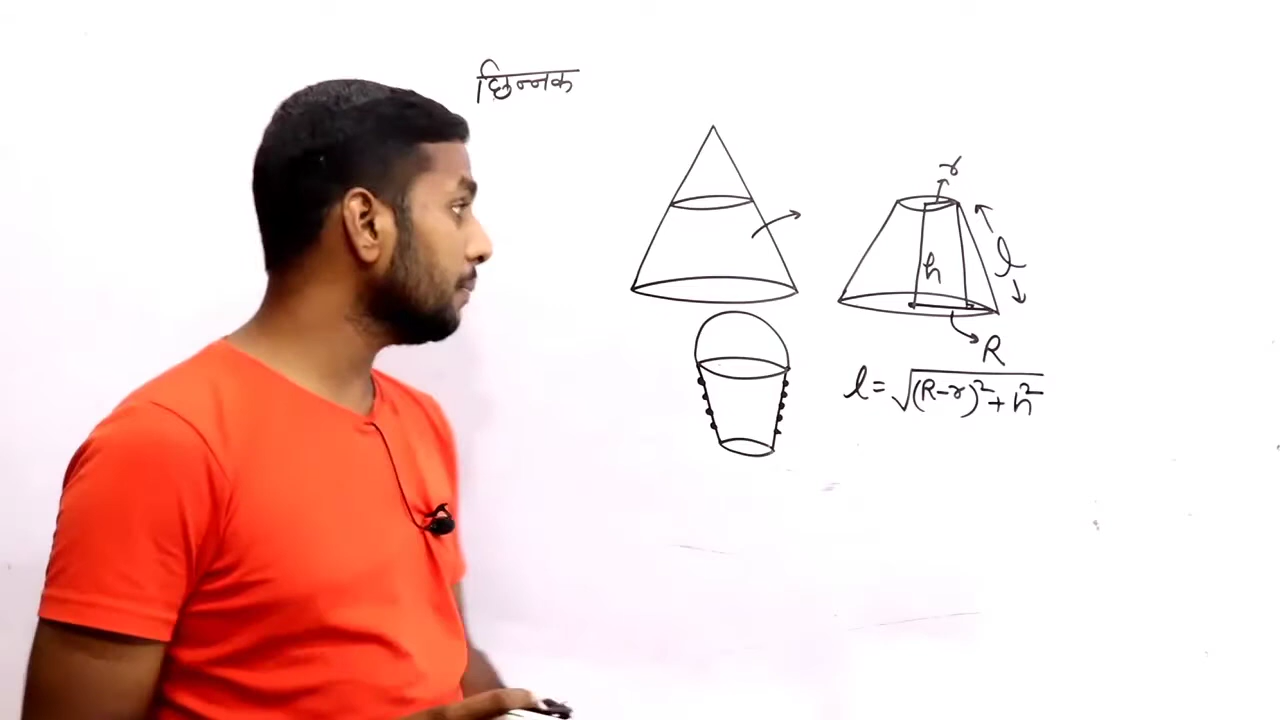 छिन्नक
r
h
l
R
l = √(R-r)² + h²